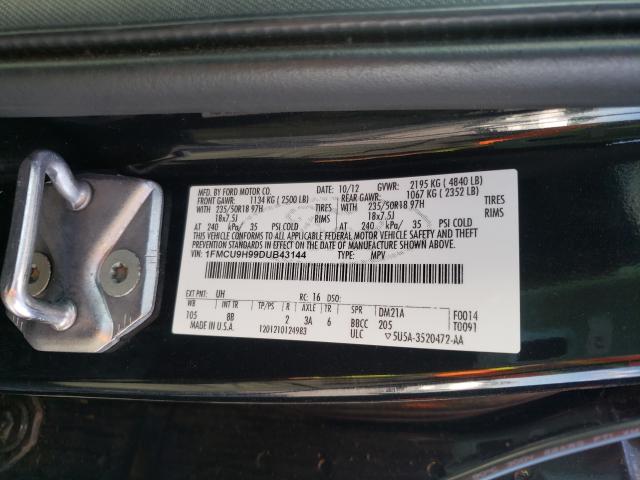 MFD. BY FORD MOTOR CO. 10/12 GVWR: 2195 KG ( 4840 LB)
FRONT GAWR: 1134 KG ( 2500 LB) REAR GAWR: 1067 KG ( 2352 LB)
WITH 235/50R18 97H TIRES WITH 235/50R18 97H TIRES
18x7.5J RIMS 18x7.5J RIMS
AT 240 kPa/ 35 PSI COLD AT 240 kPa/ 35 PSI COLD
THIS VEHICLE CONFORMS TO ALL APPLICABLE FEDERAL MOTOR VEHICLE SAFETY AND THEFT PREVENTION STANDARDS IN EFFECT ON THE DATE OF
MANUFACTURE SHOWN ABOVE.
VIN: 1FMCU9H99DUB43144 TYPE: MPV
EXT PNT: UH RC: 16 DSO:
WB INT TR TP/PS R AXLE TR SPR DM21A F0014
105 8B 2 3A 6 BBCC 205 T0091
MADE IN U.S.A. 1201210124983 ULC 5U5A-3520472-AA